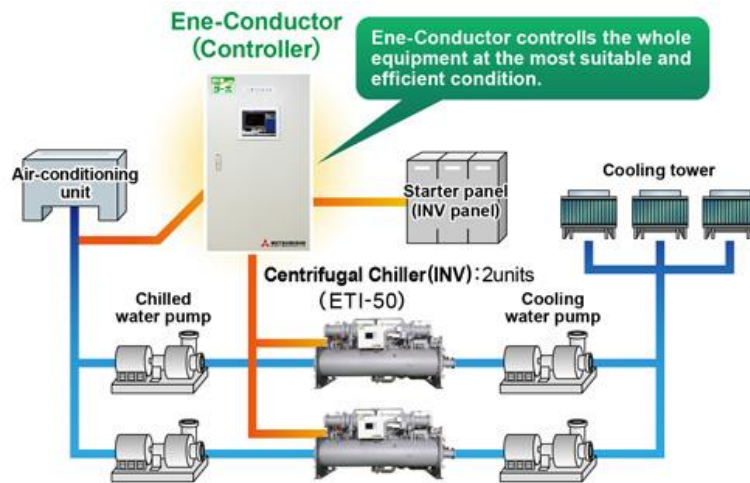 Ene-Conductor
(Controller)
Ene-Conductor controlls the whole
equipment at the most suitable and
efficient condition.
Air-conditioning
unit
Starter panel
(INV panel)
Cooling tower
Centrifugal Chiller(INV):2units
(ETI-50)
Chilled
water pump
Cooling
water pump